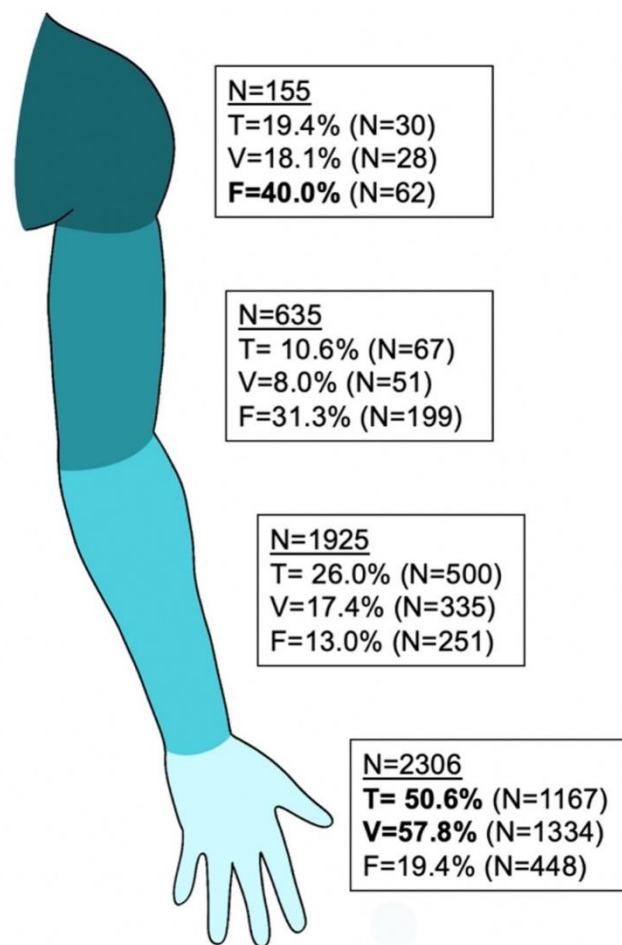 N=155
T=19.4% (N=30)
V=18.1% (N=28)
F=40.0% (N=62)
N=635
T= 10.6% (N=67)
V=8.0% (N=51)
F=31.3% (N=199)
N=1925
T= 26.0% (N=500)
V=17.4% (N=335)
F=13.0% (N=251)
N=2306
T= 50.6% (N=1167)
V=57.8% (N=1334)
F=19.4% (N=448)